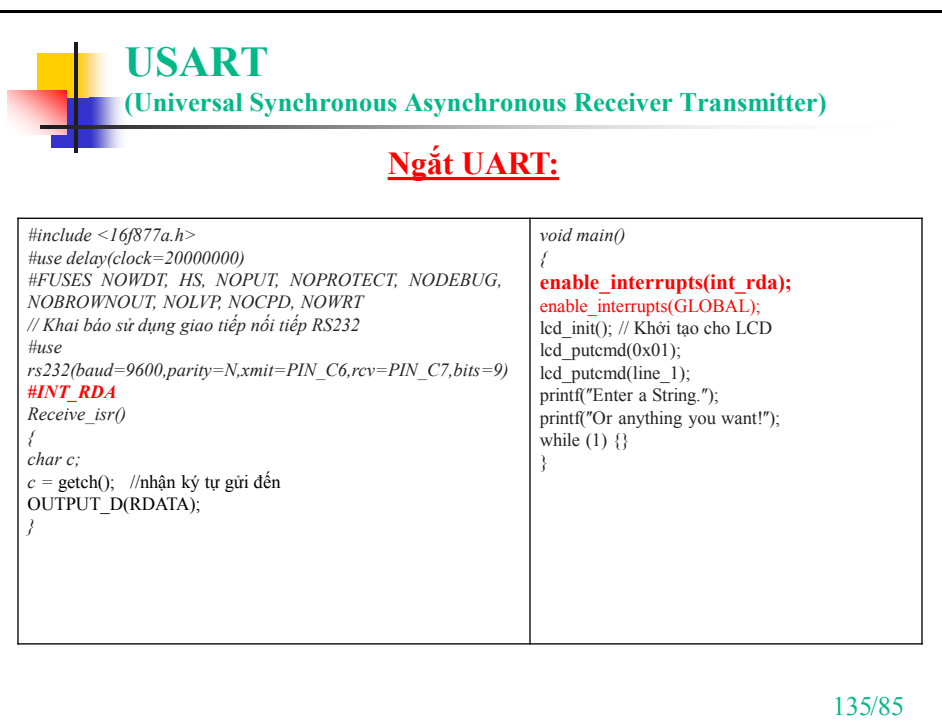 USART
(Universal Synchronous Asynchronous Receiver Transmitter)
Ngắt UART:
#include <16f877a.h>
#use delay(clock=20000000)
#FUSES NOWDT, HS, NOPUT, NOPROTECT, NODEBUG,
NOBROWNOUT, NOLVP, NOCPD, NOWRT
// Khai báo sử dụng giao tiếp nối tiếp RS232
#use
rs232(baud=9600,parity=N,xmit=PIN_C6,rcv=PIN_C7,bits=9)
#INT_RDA
Receive_isr()
{
char c;
c = getch(); //nhận ký tự gửi đến
OUTPUT_D(RDATA);
}
void main()
{
enable_interrupts(int_rda);
enable_interrupts(GLOBAL);
lcd_init(); // Khởi tạo cho LCD
lcd_putcmd(0x01);
lcd_putcmd(line_1);
printf("Enter a String.");
printf("Or anything you want!");
while (1) {}
}
135/85